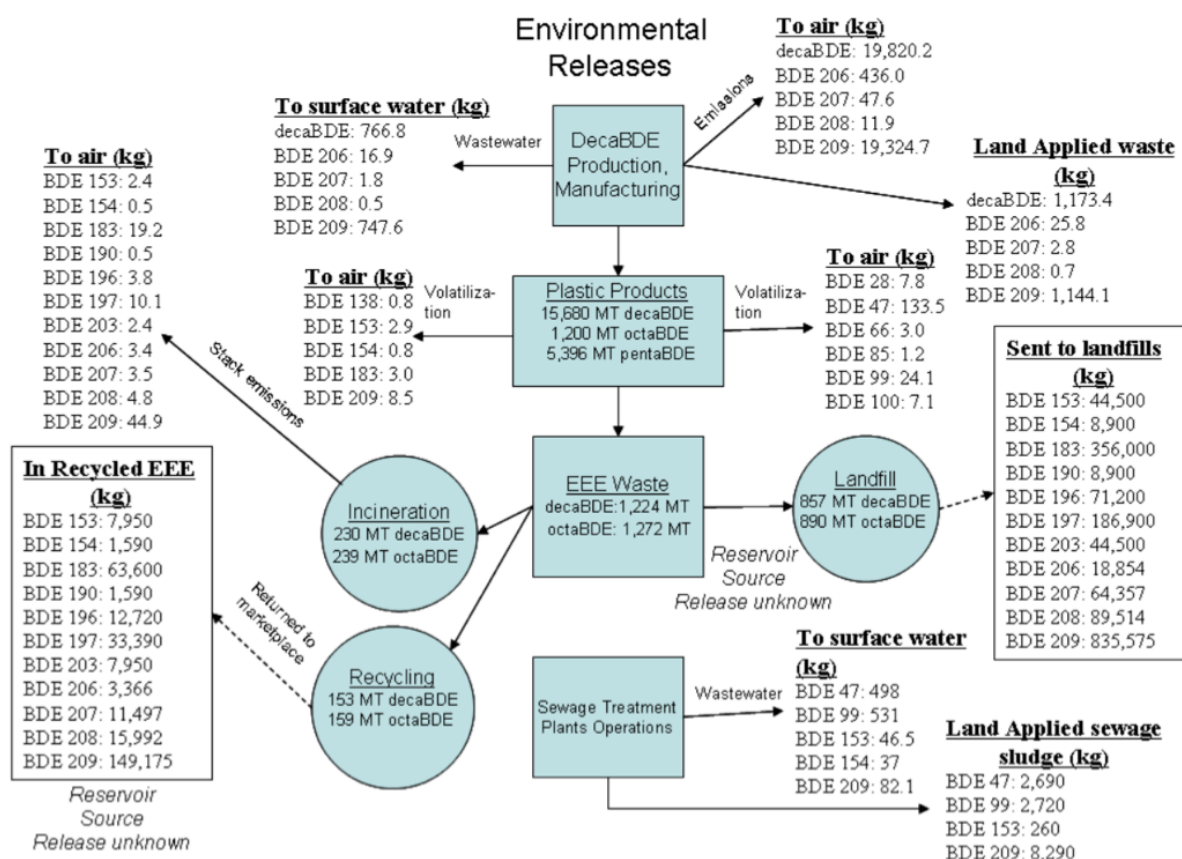 Environmental
Releases
To air (kg)
decaBDE: 19,820.2
BDE 206: 436.0
BDE 207: 47.6
BDE 208: 11.9
BDE 209: 19,324.7
Emissions
To surface water (kg)
decaBDE: 766.8
BDE 206: 16.9
BDE 207: 1.8
BDE 208: 0.5
BDE 209: 747.6
Wastewater
DecaBDE
Production,
Manufacturing
Land Applied waste
(kg)
decaBDE: 1,173.4
BDE 206: 25.8
BDE 207: 2.8
BDE 208: 0.7
BDE 209: 1,144.1
To air (kg)
BDE 153: 2.4
BDE 154: 0.5
BDE 183: 19.2
BDE 190: 0.5
BDE 196: 3.8
BDE 197: 10.1
BDE 203: 2.4
BDE 206: 3.4
BDE 207: 3.5
BDE 208: 4.8
BDE 209: 44.9
Stack emissions
To air (kg)
BDE 138: 0.8
BDE 153: 2.9
BDE 154: 0.8
BDE 183: 3.0
BDE 209: 8.5
Volatiliza-
tion
Plastic Products
15,680 MT decaBDE
1,200 MT octaBDE
5,396 MT pentaBDE
Volatiliza-
tion
To air (kg)
BDE 28: 7.8
BDE 47: 133.5
BDE 66: 3.0
BDE 85: 1.2
BDE 99: 24.1
BDE 100: 7.1
Sent to landfills
(kg)
BDE 153: 44,500
BDE 154: 8,900
BDE 183: 356,000
BDE 190: 8,900
BDE 196: 71,200
BDE 197: 186,900
BDE 203: 44,500
BDE 206: 18,854
BDE 207: 64,357
BDE 208: 89,514
BDE 209: 835,575
In Recycled EEE
(kg)
BDE 153: 7,950
BDE 154: 1,590
BDE 183: 63,600
BDE 190: 1,590
BDE 196: 12,720
BDE 197: 33,390
BDE 203: 7,950
BDE 206: 3,366
BDE 207: 11,497
BDE 208: 15,992
BDE 209: 149,175
Reservoir
Source
Release unknown
Returned to
marketplace
Incineration
230 MT decaBDE
239 MT octaBDE
EEE Waste
decaBDE:1,224 MT
octaBDE: 1,272 MT
Landfill
857 MT decaBDE
890 MT octaBDE
Reservoir
Source
Release unknown
Recycling
153 MT decaBDE
159 MT octaBDE
Sewage Treatment
Plants Operations
Wastewater
To surface water
(kg)
BDE 47: 498
BDE 99: 531
BDE 153: 46.5
BDE 154: 37
BDE 209: 82.1
Land Applied sewage
sludge (kg)
BDE 47: 2,690
BDE 99: 2,720
BDE 153: 260
BDE 209: 8,290